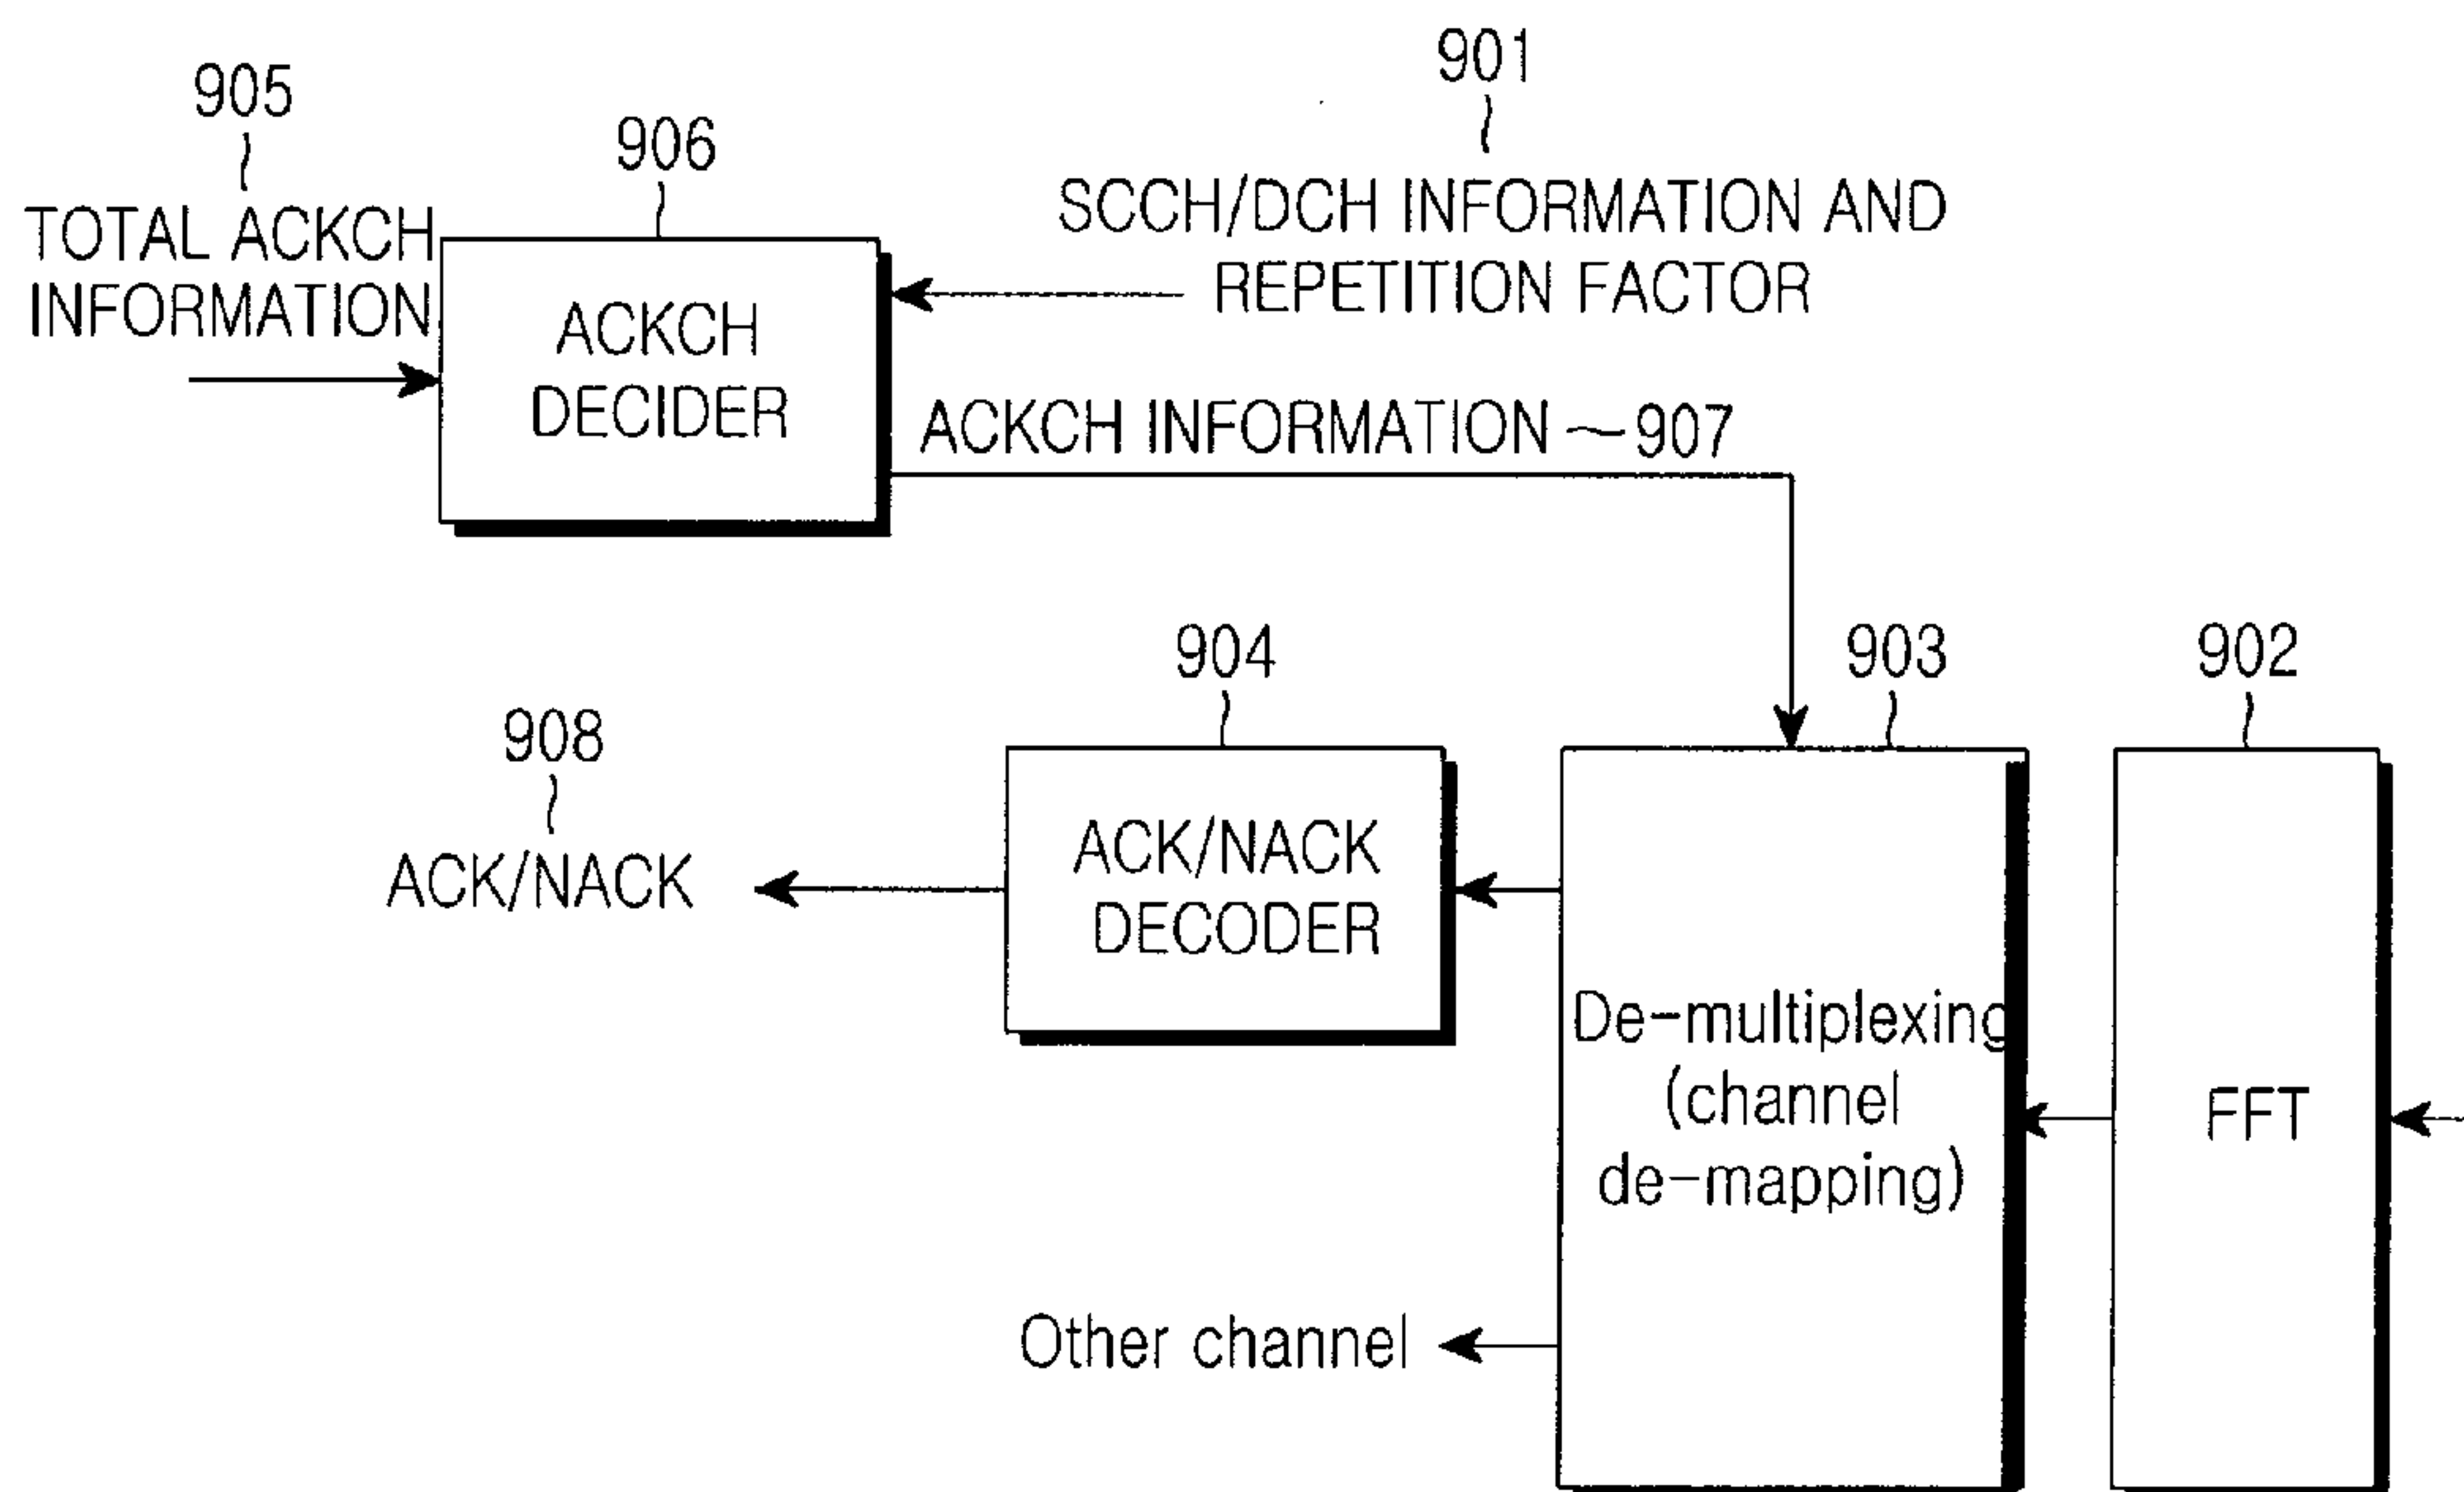 901
905
906
SCCH/DCH INFORMATION AND
REPETITION FACTOR
TOTAL ACKCH
INFORMATION
ACKCH
DECIDER
ACKCH INFORMATION ~907
904
903
902
908
ACK/NACK
DECODER
ACK/NACK
De-multiplexing
(channel
de-mapping)
FFT
Other channel